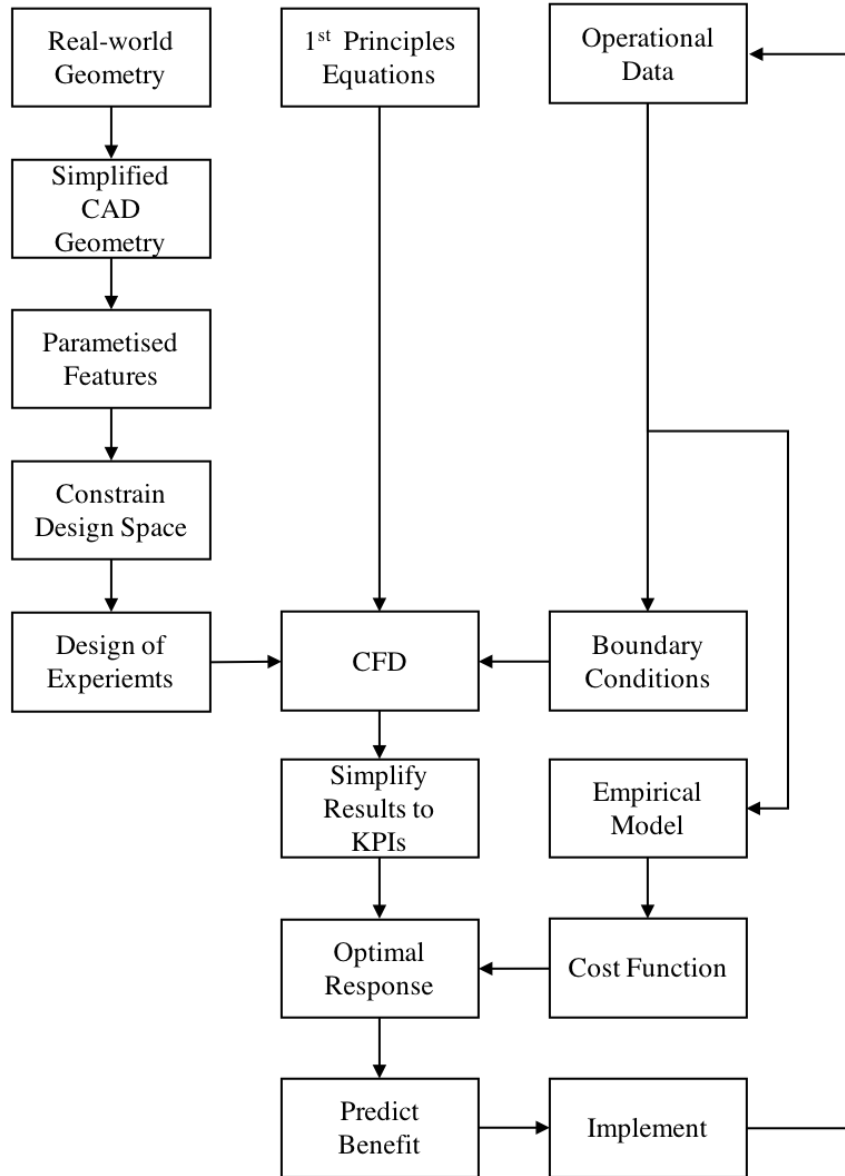 Real-world
Geometry
1st Principles
Equations
Operational
Data
Simplified
CAD
Geometry
Parametised
Features
Constrain
Design Space
Design of
Experiemts
CFD
Boundary
Conditions
Simplify
Results to
KPIs
Empirical
Model
Optimal
Response
Cost Function
Predict
Benefit
Implement